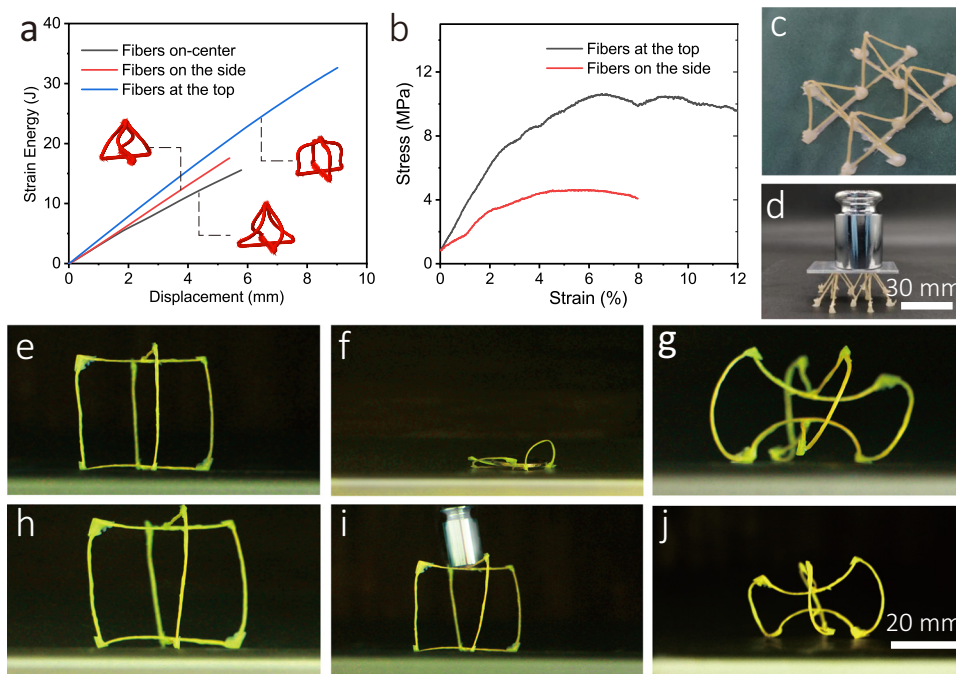 a
40
30
20
10
0
Strain Energy (J)
Fibers on-center
Fibers on the side
Fibers at the top
0 2 4 6 8 10
Displacement (mm)
b
12
8
4
0
Stress (MPa)
Fibers at the top
Fibers on the side
0 2 4 6 8 10 12
Strain (%)
c
d
30 mm
e
f
g
h
i
j
20 mm